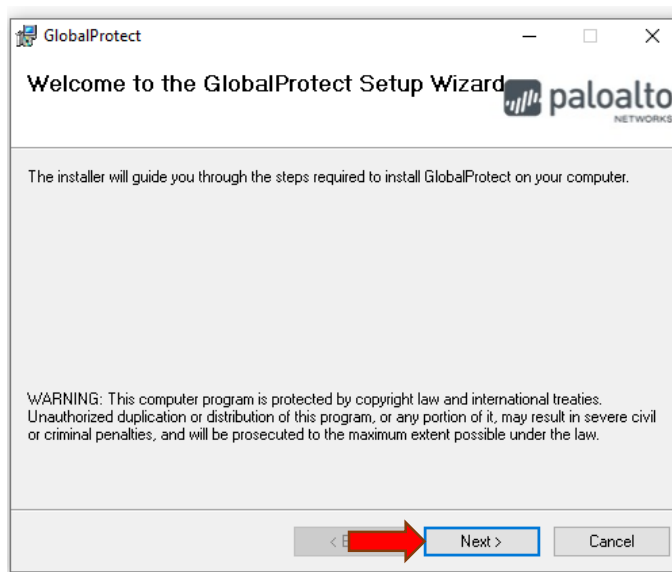 GlobalProtect
Welcome to the GlobalProtect Setup Wizard
paloalto
NETWORKS
The installer will guide you through the steps required to install GlobalProtect on your computer.
WARNING: This computer program is protected by copyright law and international treaties.
Unauthorized duplication or distribution of this program, or any portion of it, may result in severe civil
or criminal penalties, and will be prosecuted to the maximum extent possible under the law.
Next >
Cancel